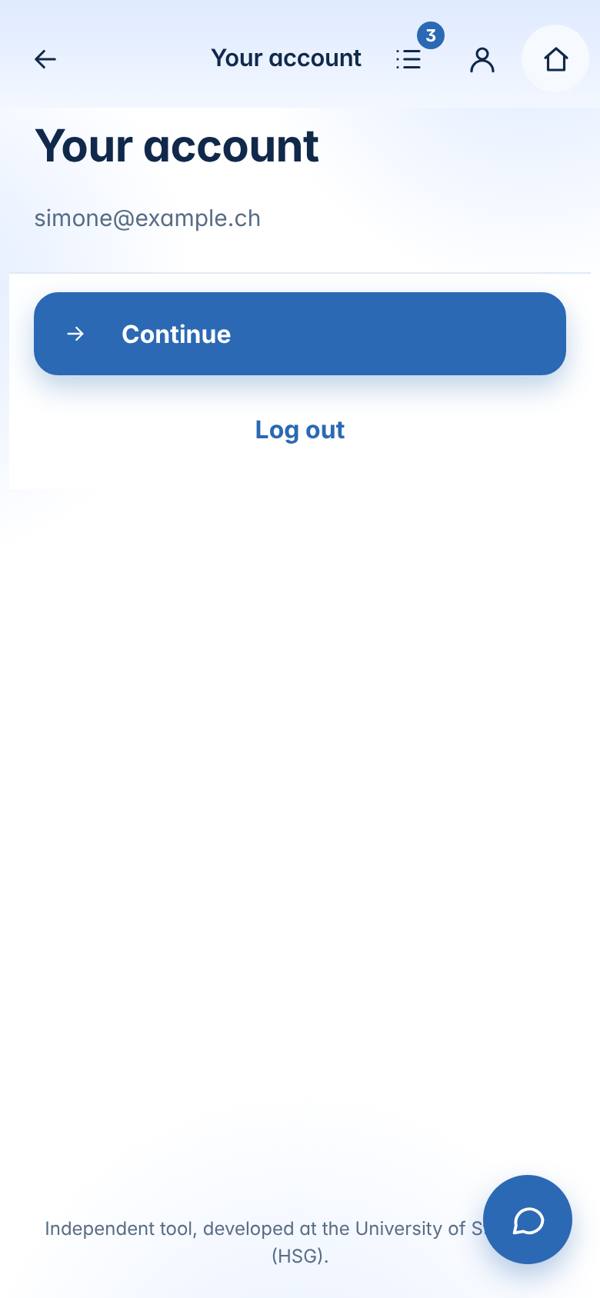 Your account
3
Your account
simone@example.ch
Continue
Log out
Independent tool, developed at the University of
(HSG).